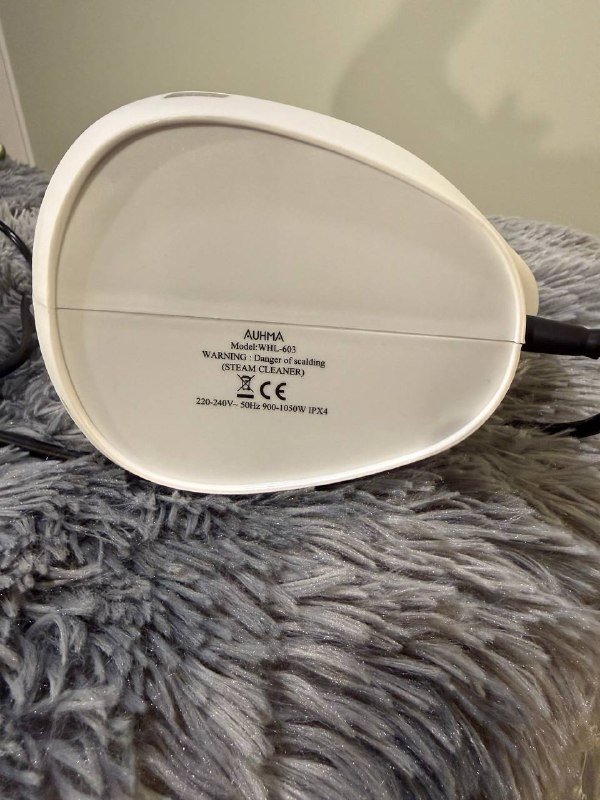 AUHMA
Model:WHL-603
WARNING : Danger of scalding
(STEAM CLEANER)
CE
220-240V~ 50Hz 900-1050W IPX4